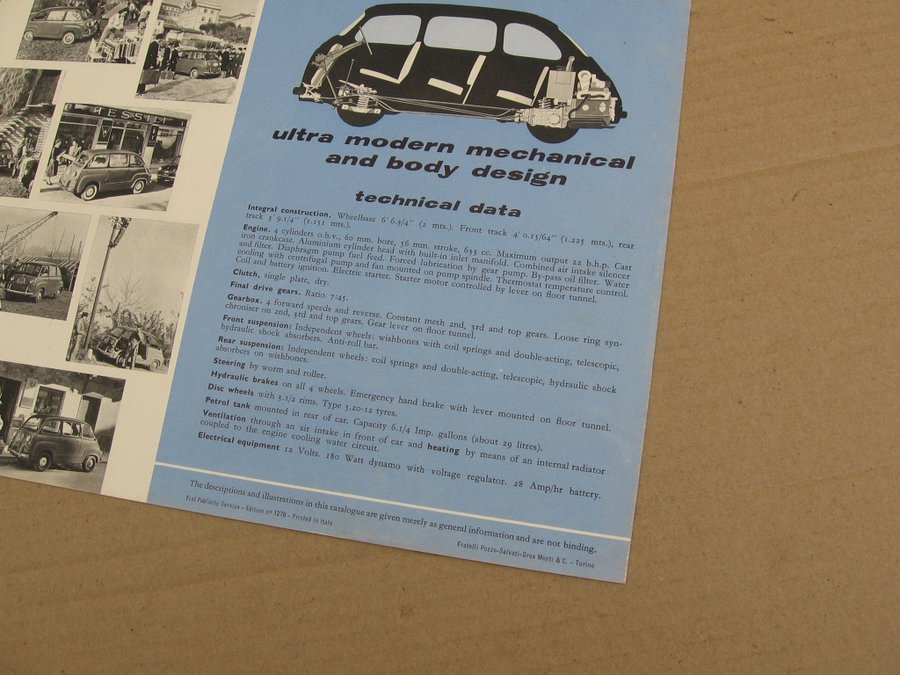 ESSILI
ultra modern mechanical
and body design
technical data
Integral construction. Wheelbase 6' 6.3/4" (2 mts.). Front track 4' 0.15/64" (1.225 mts.), rear
track 3' 9-1/4" (1.151 mts.).
Engine. 4 cylinders o.h.v., 60 mm. bore, 56 mm. stroke, 633 cc. Maximum output 22 b.h.p. Cast
iron crankcase. Aluminium cylinder head with built-in inlet manifold. Combined air intake silencer
and filter. Diaphragm pump fuel feed. Forced lubrication by gear pump. By-pass oil filter. Water
cooling with centrifugal pump and fan mounted on pump spindle. Thermostat temperature control.
Coil and battery ignition. Electric starter. Starter motor controlled by lever on floor tunnel.
Clutch, single plate, dry.
Final drive gears. Ratio 7:45.
Gearbox. 4 forward speeds and reverse. Constant mesh 2nd, 3rd and top gears. Loose ring syn-
chroniser on 2nd, 3rd and top gears. Gear lever on floor tunnel.
Front suspension: Independent wheels: wishbones with coil springs and double-acting, telescopic,
hydraulic shock absorbers. Anti-roll bar.
Rear suspension: Independent wheels: coil springs and double-acting, telescopic, hydraulic shock
absorbers on wishbones.
Steering by worm and roller.
Hydraulic brakes on all 4 wheels. Emergency hand brake with lever mounted on floor tunnel.
Disc wheels with 3.1/2 rims. Type 5.20-12 tyres.
Petrol tank mounted in rear of car. Capacity 6.1/4 Imp. gallons (about 29 litres).
Ventilation through an air intake in front of car and heating by means of an internal radiator
coupled to the engine cooling water circuit.
Electrical equipment 12 Volts. 180 Watt dynamo with voltage regulator. 28 Amp/hr battery.
The descriptions and illustrations in this catalogue are given merely as general information and are not binding.
Fiat Publicity Service - Edition nº 1278 - Printed in Italy
Fratelli Pozzo-Salvati-Gros Monti & C. - Torino